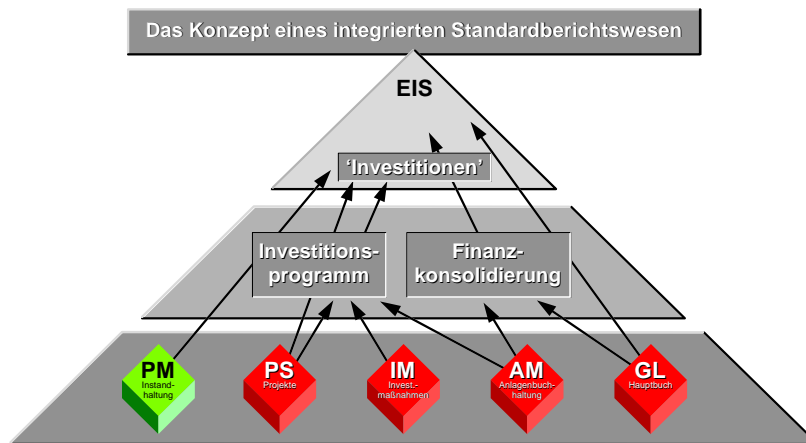 Das Konzept eines integrierten Standardberichtswesen
EIS
‘Investitionen’
Investitions-
programm
Finanz-
konsolidierung
PM
Instand-
haltung
PS
Projekte
IM
Invest.-
maßnahmen
AM
Anlagenbuch-
haltung
GL
Hauptbuch